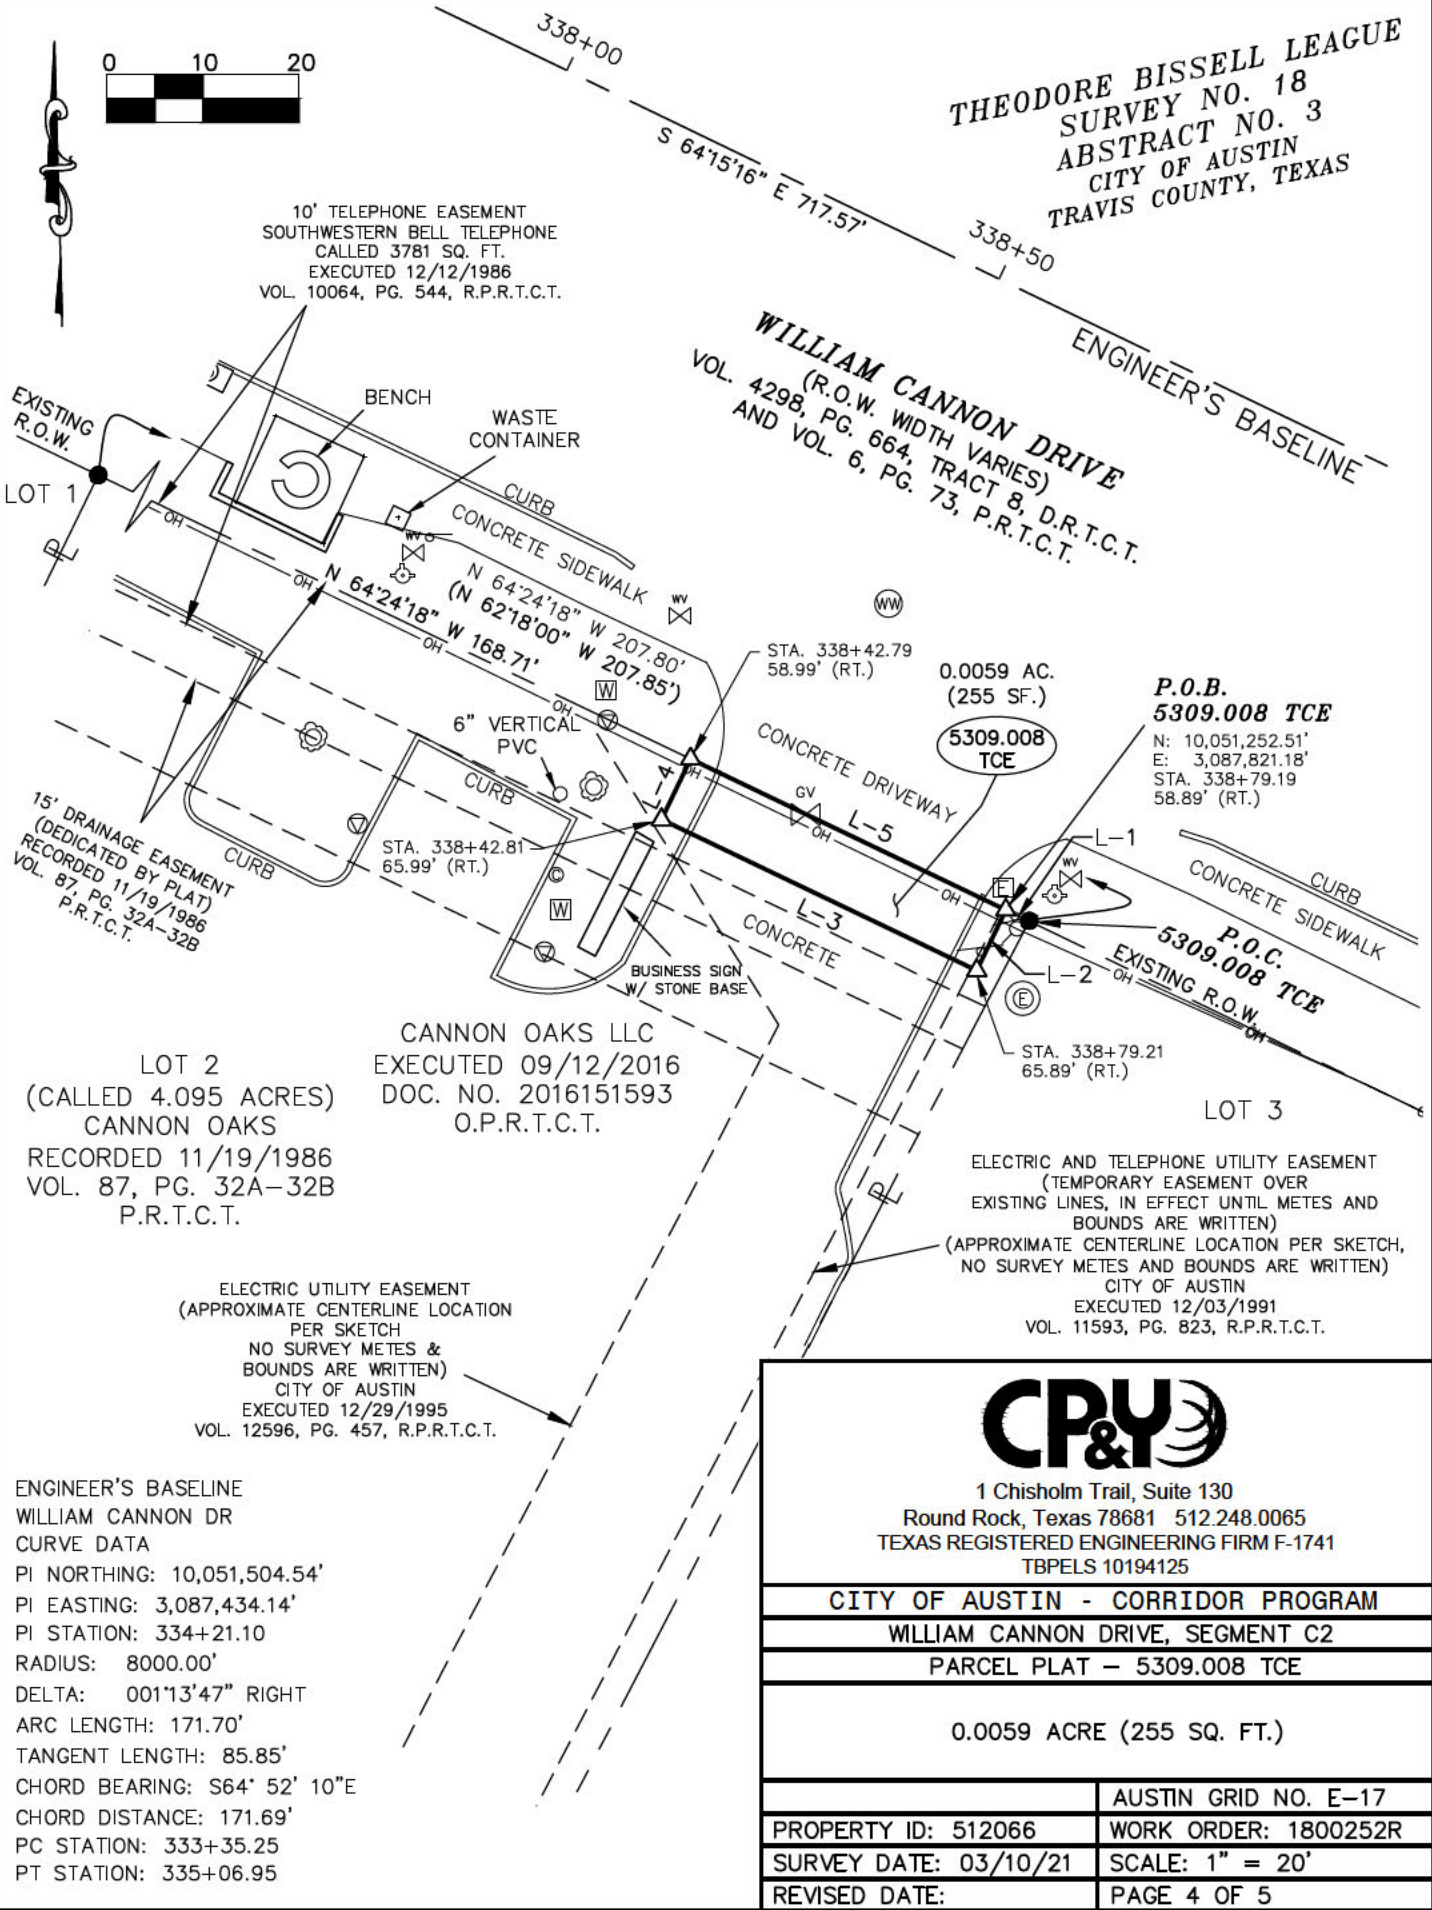 THEODORE BISSELL LEAGUE
SURVEY NO. 18
ABSTRACT NO. 3
CITY OF AUSTIN
TRAVIS COUNTY, TEXAS
0 10 20
338+00
S 64°15'16" E 717.57'
338+50
ENGINEER'S BASELINE
10' TELEPHONE EASEMENT
SOUTHWESTERN BELL TELEPHONE
CALLED 3781 SQ. FT.
EXECUTED 12/12/1986
VOL. 10064, PG. 544, R.P.R.T.C.T.
WILLIAM CANNON DRIVE
(R.O.W. WIDTH VARIES)
VOL. 4298, PG. 664, TRACT 8, D.R.T.C.T.
AND VOL. 6, PG. 73, P.R.T.C.T.
EXISTING
R.O.W.
LOT 1
PL
BENCH
WASTE
CONTAINER
CURB
CONCRETE SIDEWALK
OH
OH
OH
OH
OH
OH
OH
OH
OH
WV
WV
WW
N 64°24'18" W 207.80'
(N 62°18'00" W 207.85')
N 64°24'18" W 168.71'
STA. 338+42.79
58.99' (RT.)
0.0059 AC.
(255 SF.)
5309.008
TCE
P.O.B.
5309.008 TCE
N: 10,051,252.51'
E: 3,087,821.18'
STA. 338+79.19
58.89' (RT.)
W
6" VERTICAL
PVC
CURB
L-4
CONCRETE DRIVEWAY
GV
L-5
L-1
WV
E
CURB
CONCRETE SIDEWALK
15' DRAINAGE EASEMENT
(DEDICATED BY PLAT)
RECORDED 11/19/1986
VOL. 87, PG. 32A-32B
P.R.T.C.T.
CURB
STA. 338+42.81
65.99' (RT.)
C
W
L-3
CONCRETE
L-2
E
P.O.C.
5309.008 TCE
EXISTING R.O.W.
BUSINESS SIGN
W/ STONE BASE
STA. 338+79.21
65.89' (RT.)
LOT 2
(CALLED 4.095 ACRES)
CANNON OAKS
RECORDED 11/19/1986
VOL. 87, PG. 32A-32B
P.R.T.C.T.
CANNON OAKS LLC
EXECUTED 09/12/2016
DOC. NO. 2016151593
O.P.R.T.C.T.
LOT 3
PL
ELECTRIC AND TELEPHONE UTILITY EASEMENT
(TEMPORARY EASEMENT OVER
EXISTING LINES, IN EFFECT UNTIL METES AND
BOUNDS ARE WRITTEN)
(APPROXIMATE CENTERLINE LOCATION PER SKETCH,
NO SURVEY METES AND BOUNDS ARE WRITTEN)
CITY OF AUSTIN
EXECUTED 12/03/1991
VOL. 11593, PG. 823, R.P.R.T.C.T.
ELECTRIC UTILITY EASEMENT
(APPROXIMATE CENTERLINE LOCATION
PER SKETCH
NO SURVEY METES &
BOUNDS ARE WRITTEN)
CITY OF AUSTIN
EXECUTED 12/29/1995
VOL. 12596, PG. 457, R.P.R.T.C.T.
ENGINEER'S BASELINE
WILLIAM CANNON DR
CURVE DATA
PI NORTHING: 10,051,504.54'
PI EASTING: 3,087,434.14'
PI STATION: 334+21.10
RADIUS: 8000.00'
DELTA: 001°13'47" RIGHT
ARC LENGTH: 171.70'
TANGENT LENGTH: 85.85'
CHORD BEARING: S64° 52' 10"E
CHORD DISTANCE: 171.69'
PC STATION: 333+35.25
PT STATION: 335+06.95
CP&Y
1 Chisholm Trail, Suite 130
Round Rock, Texas 78681 512.248.0065
TEXAS REGISTERED ENGINEERING FIRM F-1741
TBPELS 10194125
CITY OF AUSTIN - CORRIDOR PROGRAM
WILLIAM CANNON DRIVE, SEGMENT C2
PARCEL PLAT – 5309.008 TCE
0.0059 ACRE (255 SQ. FT.)
AUSTIN GRID NO. E-17
PROPERTY ID: 512066
WORK ORDER: 1800252R
SURVEY DATE: 03/10/21
SCALE: 1" = 20'
REVISED DATE:
PAGE 4 OF 5